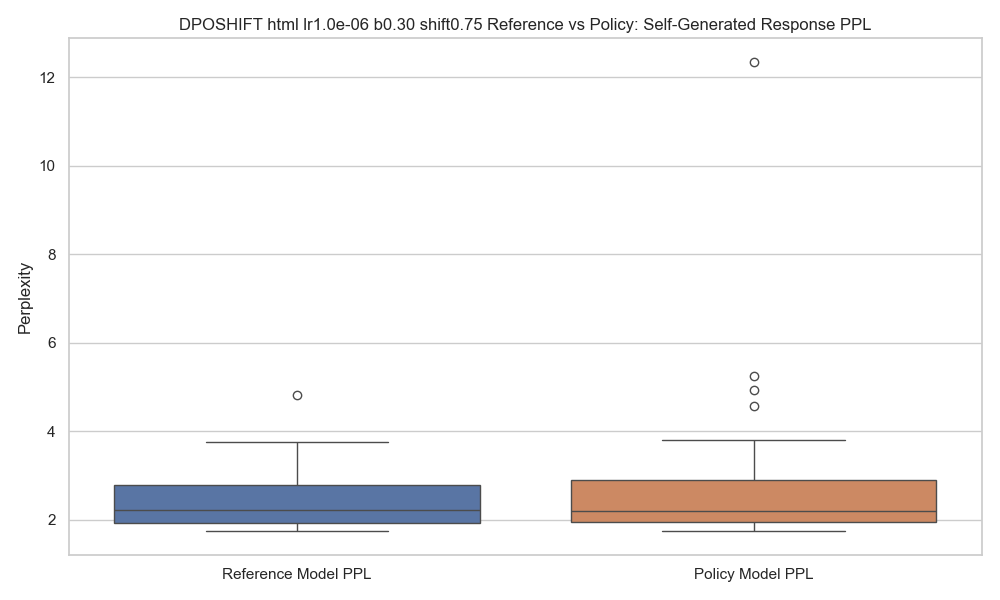 DPOSHIFT html lr1.0e-06 b0.30 shift0.75 Reference vs Policy: Self-Generated Response PPL
12
10
8
6
4
2
Perplexity
Reference Model PPL
Policy Model PPL